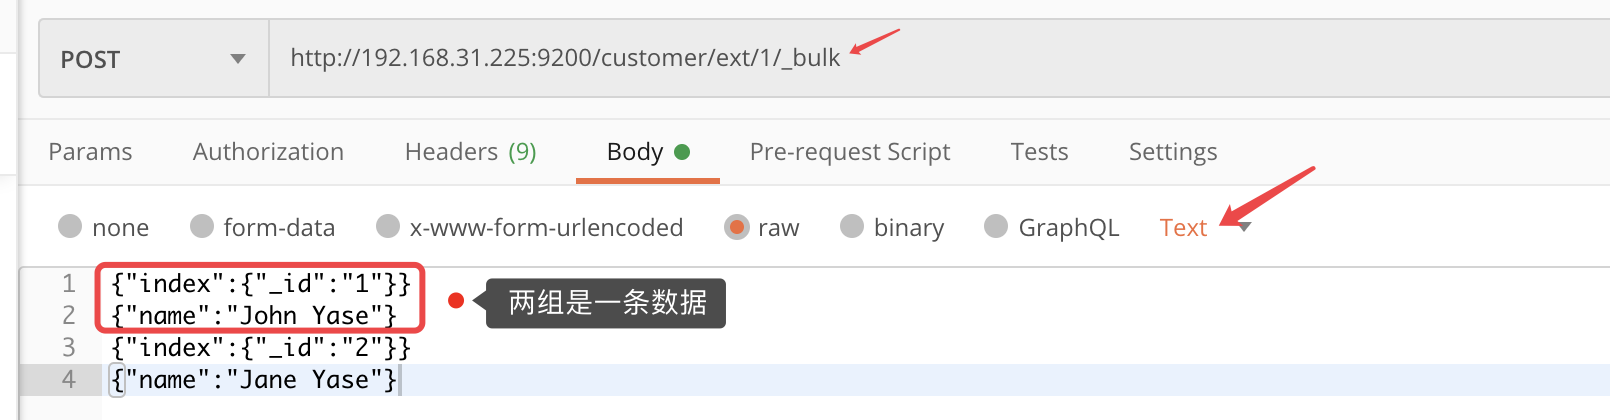 POST http://192.168.31.225:9200/customer/ext/1/_bulk
Params Authorization Headers (9) Body Pre-request Script Tests Settings
none form-data x-www-form-urlencoded raw binary GraphQL Text
1 {"index":{"_id":"1"}}
两组是一条数据
2 {"name":"John Yase"}
3 {"index":{"_id":"2"}}
4 {"name":"Jane Yase"}